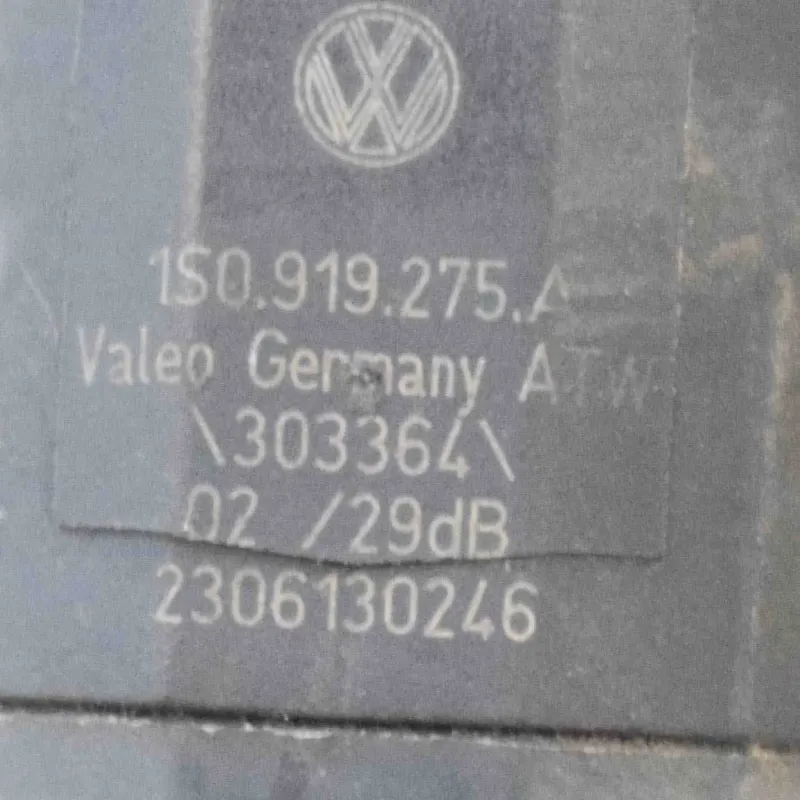 1S0.919.275.A
Valeo Germany ATW
\303364\
02 /29dB
2306130246